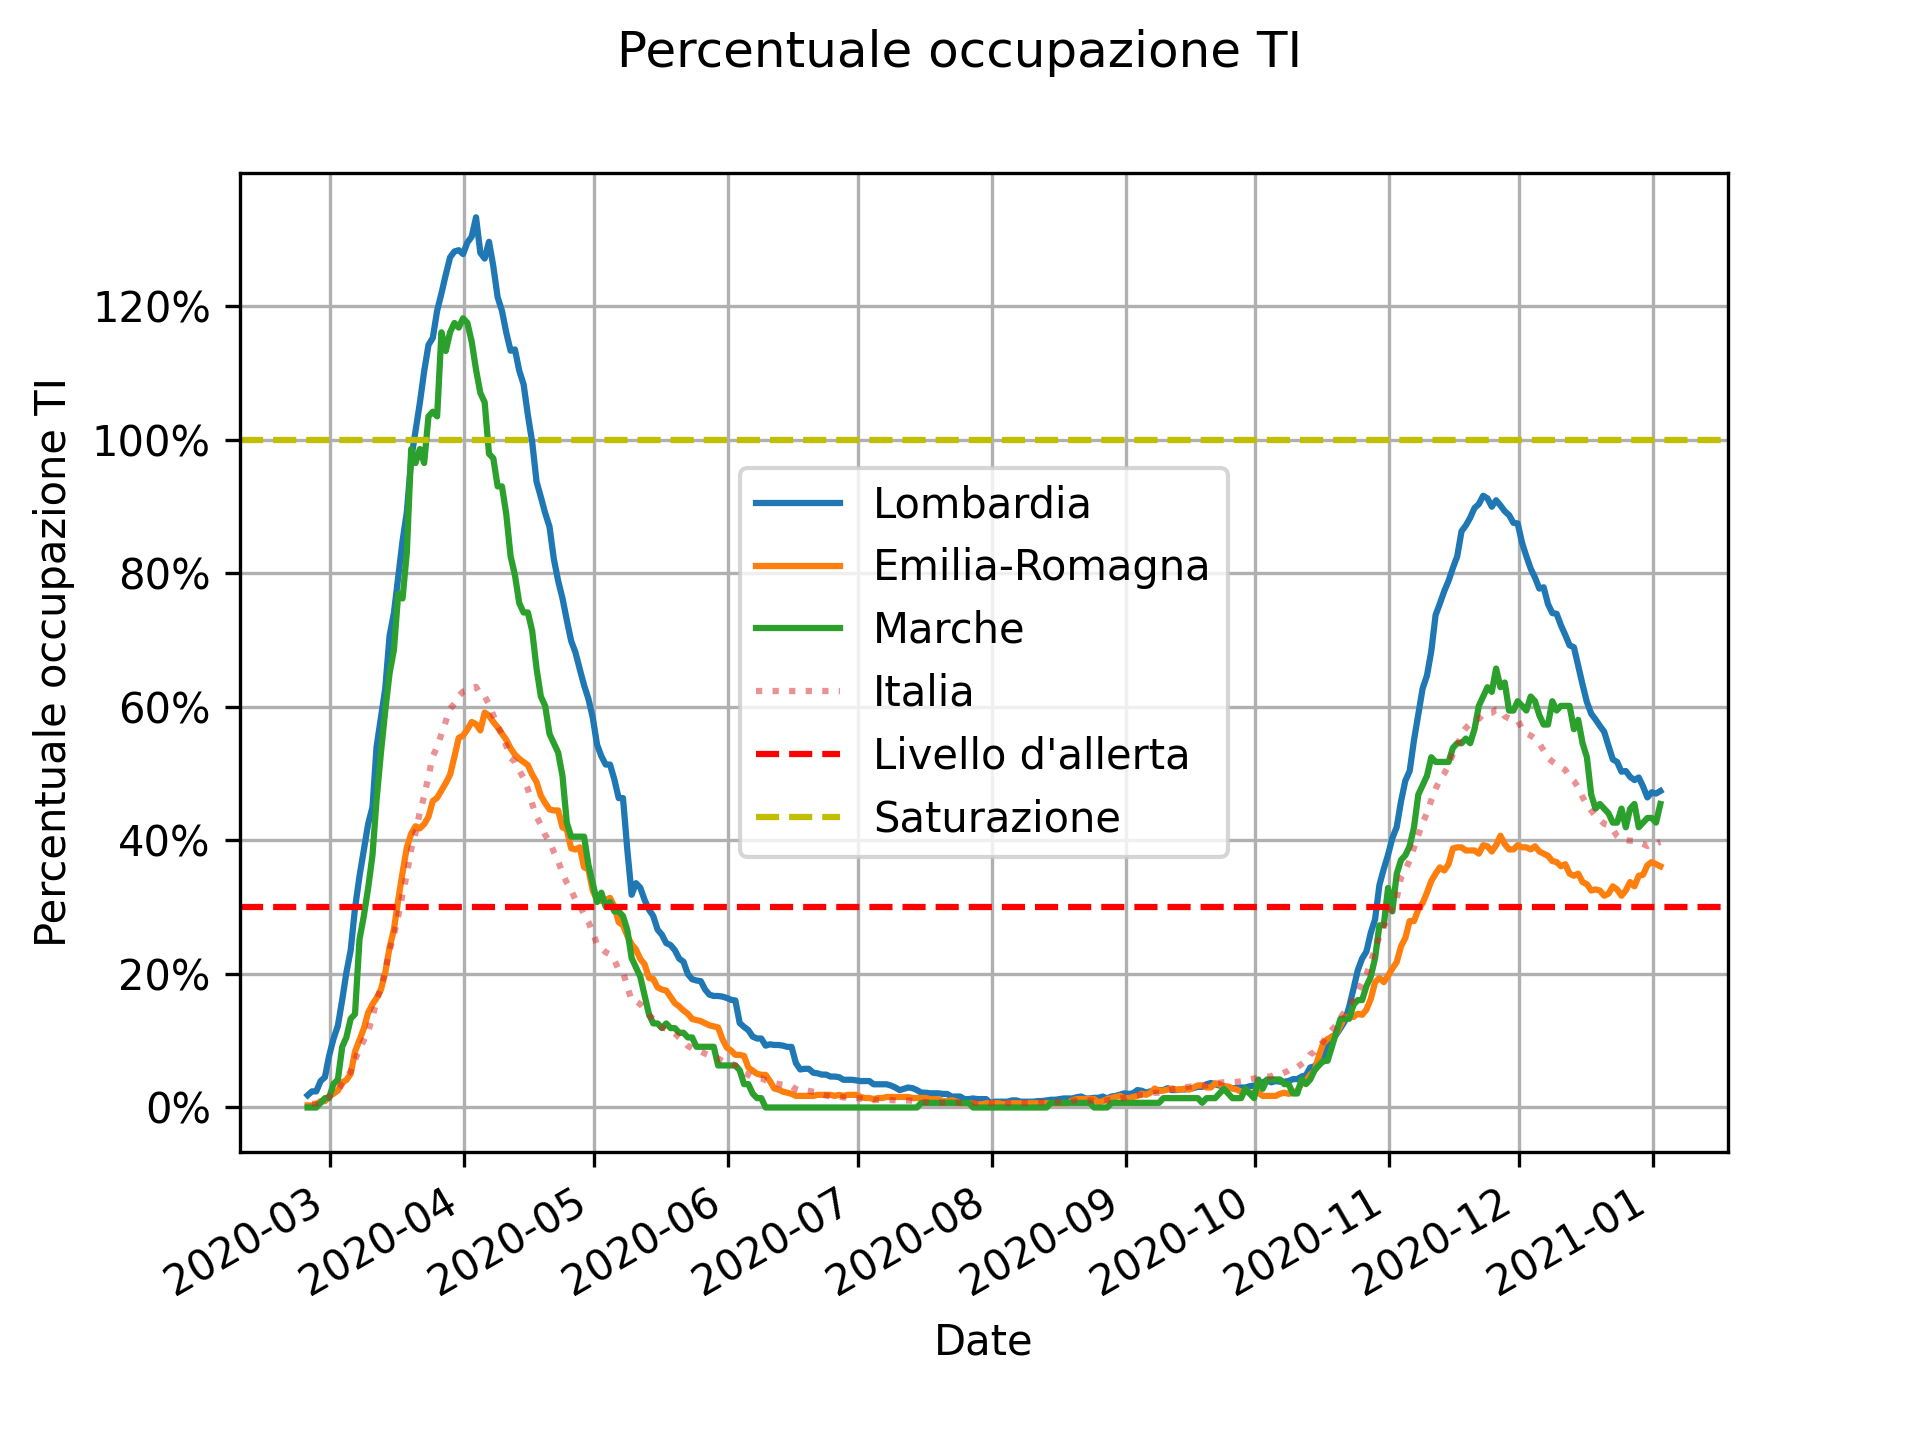 Percentuale occupazione TI
Percentuale occupazione TI
120%
100%
80%
60%
40%
20%
0%
Lombardia
Emilia-Romagna
Marche
Italia
Livello d'allerta
Saturazione
2020-03
2020-04
2020-05
2020-06
2020-07
2020-08
2020-09
2020-10
2020-11
2020-12
2021-01
Date